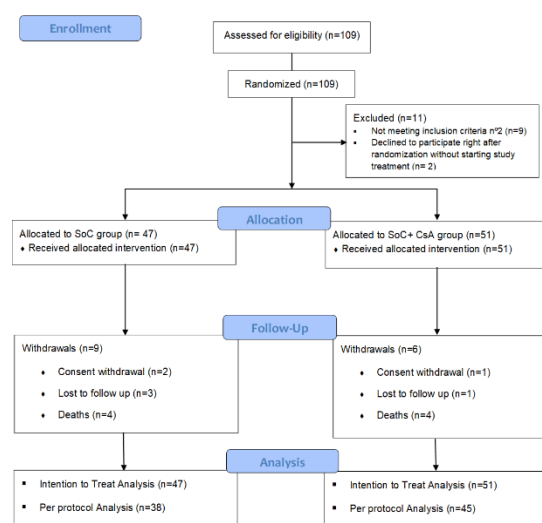 Enrollment
Assessed for eligibility (n=109)
Randomized (n=109)
Excluded (n=11)
• Not meeting inclusion criteria nº2 (n=9)
• Declined to participate right after
randomization without starting study
treatment (n= 2)
Allocation
Allocated to SoC group (n= 47)
♦ Received allocated intervention (n=47)
Allocated to SoC+ CsA group (n=51)
♦ Received allocated intervention (n=51)
Follow-Up
Withdrawals (n=9)
♦ Consent withdrawal (n=2)
♦ Lost to follow up (n=3)
♦ Deaths (n=4)
Withdrawals (n=6)
♦ Consent withdrawal (n=1)
♦ Lost to follow up (n=1)
♦ Deaths (n=4)
Analysis
▪ Intention to Treat Analysis (n=47)
▪ Per protocol Analysis (n=38)
▪ Intention to Treat Analysis (n=51)
▪ Per protocol Analysis (n=45)